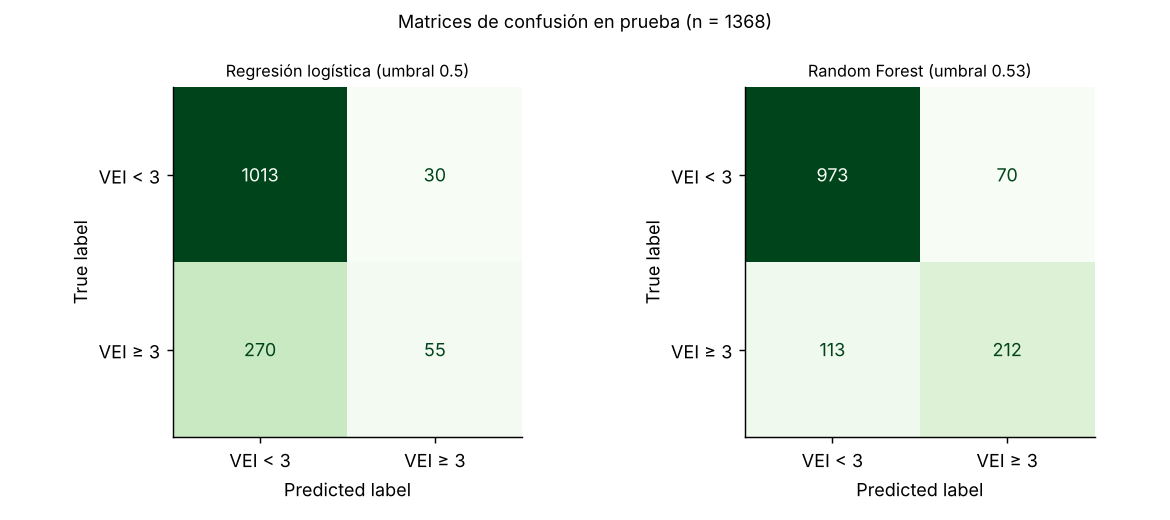 Matrices de confusión en prueba (n = 1368)
Regresión logística (umbral 0.5)
VEI < 3
1013
30
True label
VEI ≥ 3
270
55
VEI < 3
VEI ≥ 3
Predicted label
Random Forest (umbral 0.53)
VEI < 3
973
70
True label
VEI ≥ 3
113
212
VEI < 3
VEI ≥ 3
Predicted label